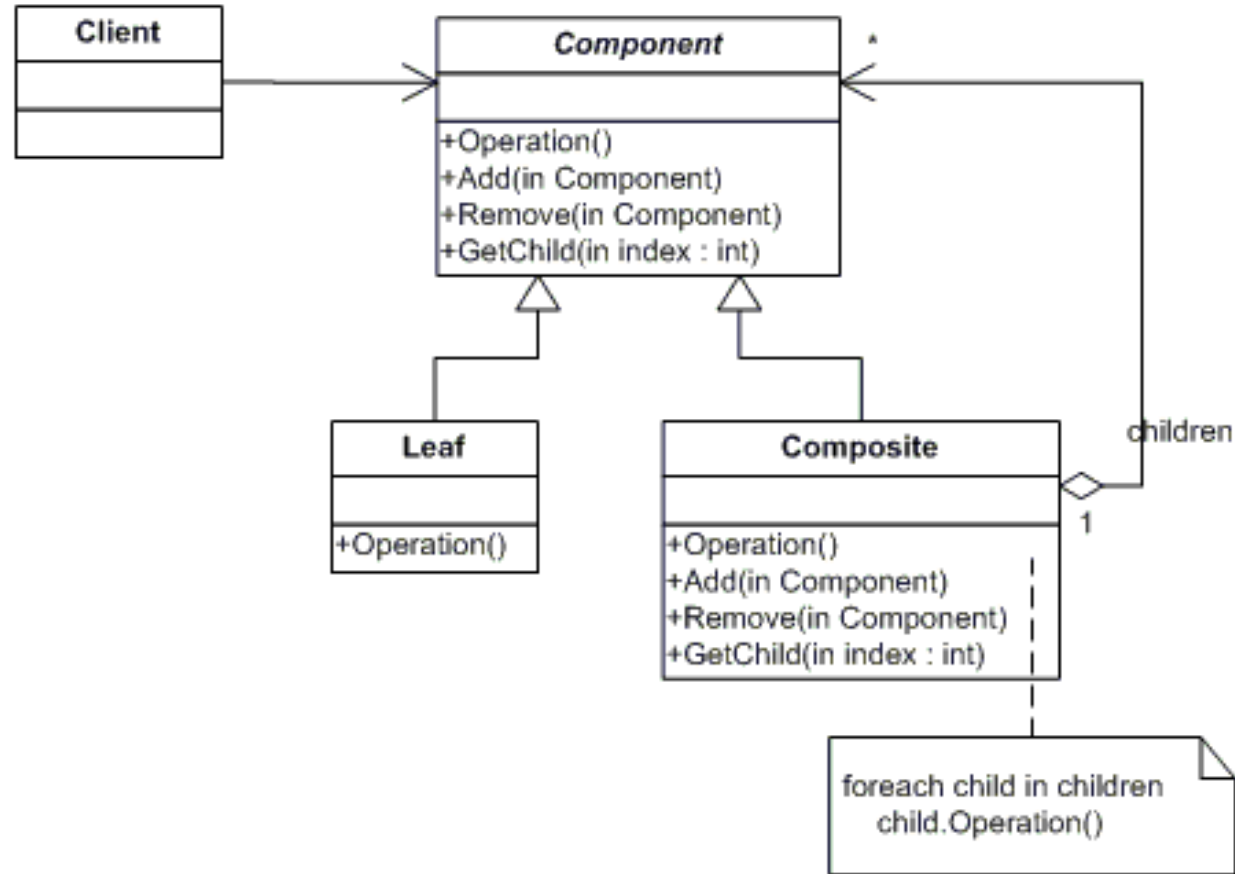 Client
Component
*
+Operation()
+Add(in Component)
+Remove(in Component)
+GetChild(in index : int)
children
Leaf
+Operation()
Composite
1
+Operation()
+Add(in Component)
+Remove(in Component)
+GetChild(in index : int)
foreach child in children
child.Operation()